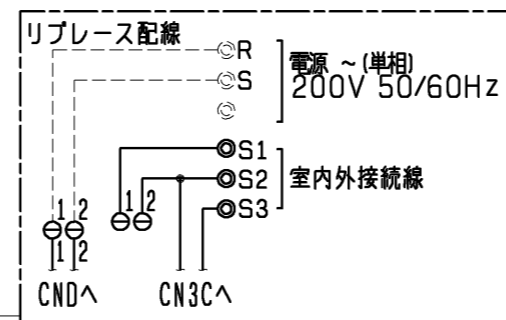 リプレース配線
R
電源 ~ (単相)
S
200V 50/60Hz
S1
S2
室内外接続線
S3
1 2
1 2
1 2
CNDへ
CN3Cへ